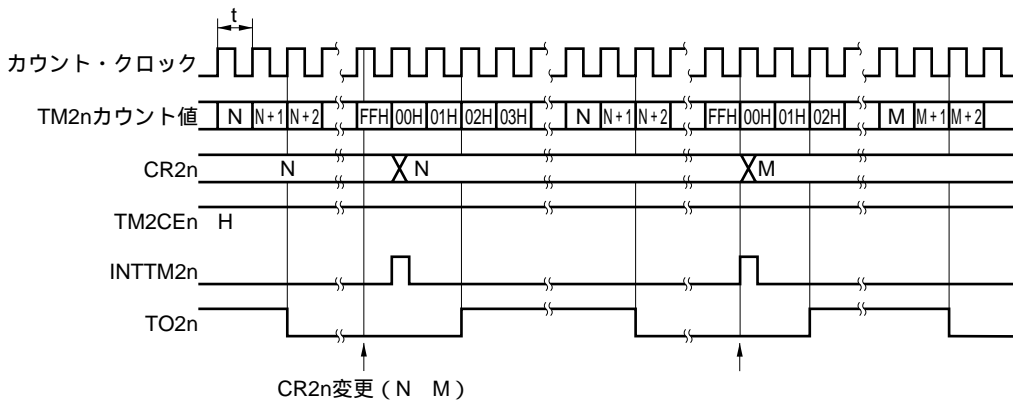 t
カウント・クロック
TM2nカウント値 N N+1 N+2 FFH 00H 01H 02H 03H N N+1 N+2 FFH 00H 01H 02H M M+1 M+2
CR2n N N M
TM2CEn H
INTTM2n
TO2n
CR2n変更(N M)